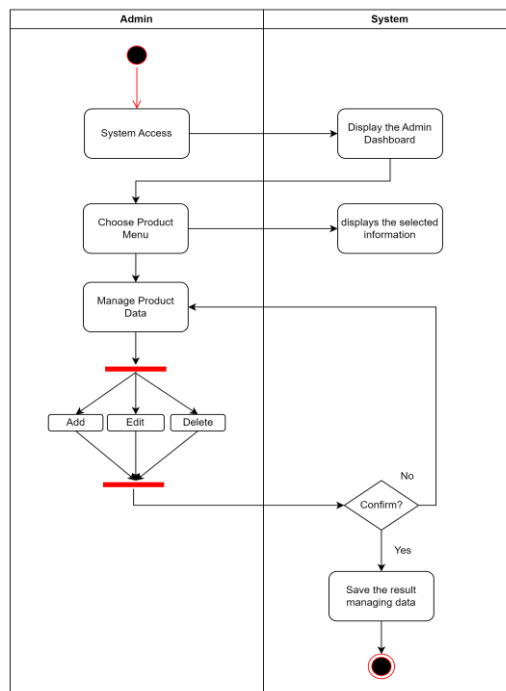 Admin
System
System Access
Display the Admin
Dashboard
Choose Product
Menu
displays the selected
information
Manage Product
Data
Add
Edit
Delete
No
Confirm?
Yes
Save the result
managing data